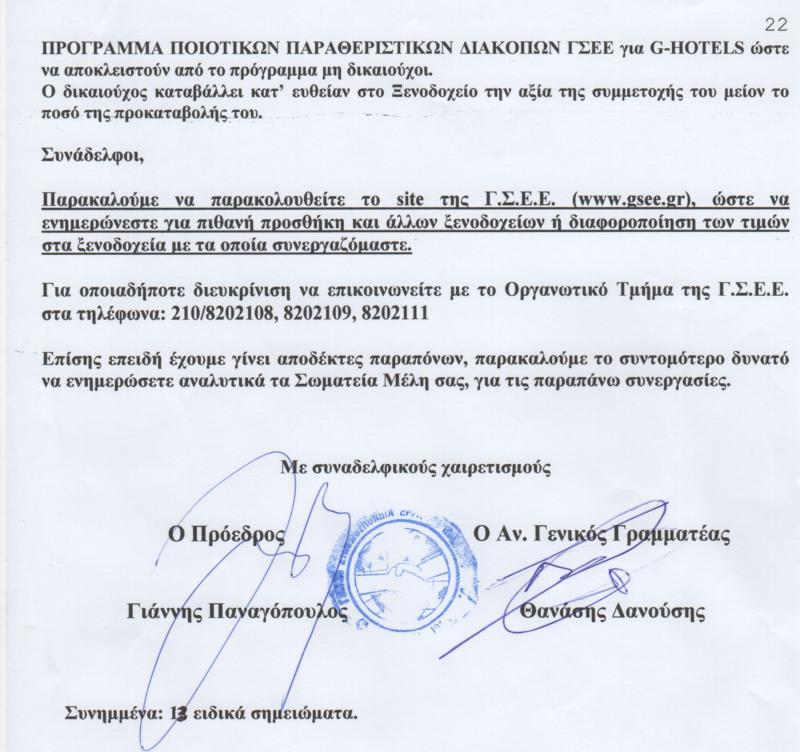 22
ΠΡΟΓΡΑΜΜΑ ΠΟΙΟΤΙΚΩΝ ΠΑΡΑΘΕΡΙΣΤΙΚΩΝ ΔΙΑΚΟΠΩΝ ΓΣΕΕ για G-HOTELS ώστε
να αποκλειστούν από το πρόγραμμα μη δικαιούχοι.
Ο δικαιούχος καταβάλλει κατ’ ευθείαν στο Ξενοδοχείο την αξία της συμμετοχής του μείον το
ποσό της προκαταβολής του.
Συνάδελφοι,
Παρακαλούμε να παρακολουθείτε το site της Γ.Σ.Ε.Ε. (www.gsee.gr), ώστε να
ενημερώνεστε για πιθανή προσθήκη και άλλων ξενοδοχείων ή διαφοροποίηση των τιμών
στα ξενοδοχεία με τα οποία συνεργαζόμαστε.
Για οποιαδήποτε διευκρίνιση να επικοινωνείτε με το Οργανωτικό Τμήμα της Γ.Σ.Ε.Ε.
στα τηλέφωνα: 210/8202108, 8202109, 8202111
Επίσης επειδή έχουμε γίνει αποδέκτες παραπόνων, παρακαλούμε το συντομότερο δυνατό
να ενημερώσετε αναλυτικά τα Σωματεία Μέλη σας, για τις παραπάνω συνεργασίες.
Με συναδελφικούς χαιρετισμούς
Ο Πρόεδρος Ο Αν. Γενικός Γραμματέας
Γιάννης Παναγόπουλος Θανάσης Δανούσης
Συνημμένα: 13 ειδικά σημειώματα.